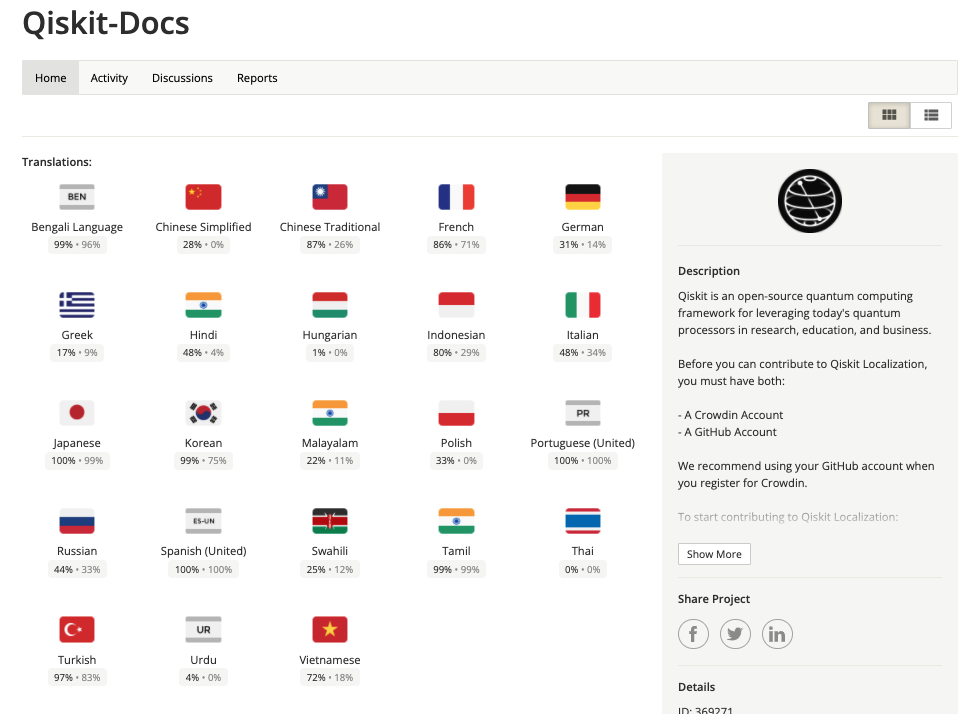 Qiskit-Docs
Home Activity Discussions Reports
Translations:
BEN
Bengali Language Chinese Simplified Chinese Traditional French German
99% • 96% 28% • 0% 87% • 26% 86% • 71% 31% • 14%
Greek Hindi Hungarian Indonesian Italian
17% • 9% 48% • 4% 1% • 0% 80% • 29% 48% • 34%
PR
Japanese Korean Malayalam Polish Portuguese (United)
100% • 99% 99% • 75% 22% • 11% 33% • 0% 100% • 100%
ES-UN
Russian Spanish (United) Swahili Tamil Thai
44% • 33% 100% • 100% 25% • 12% 99% • 99% 0% • 0%
UR
Turkish Urdu Vietnamese
97% • 83% 4% • 0% 72% • 18%
Description
Qiskit is an open-source quantum computing
framework for leveraging today's quantum
processors in research, education, and business.
Before you can contribute to Qiskit Localization,
you must have both:
- A Crowdin Account
- A GitHub Account
We recommend using your GitHub account when
you register for Crowdin.
To start contributing to Qiskit Localization:
Show More
Share Project
f in
Details
ID: 369271